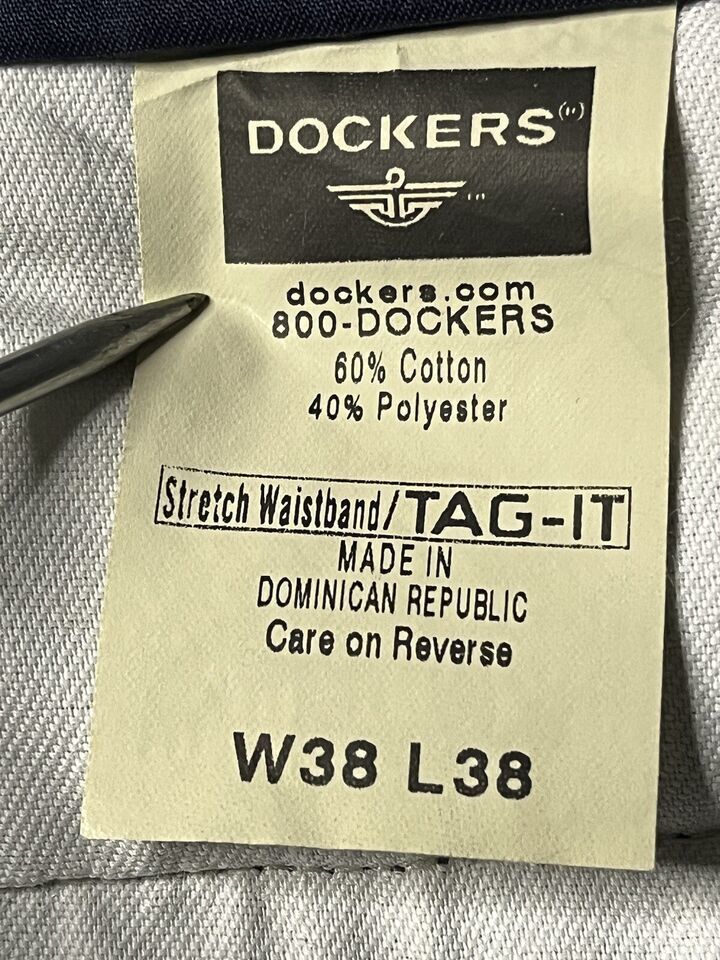 DOCKERS
dockers.com
800-DOCKERS
60% Cotton
40% Polyester
Stretch Waistband/TAG-IT
MADE IN
DOMINICAN REPUBLIC
Care on Reverse
W38 L38